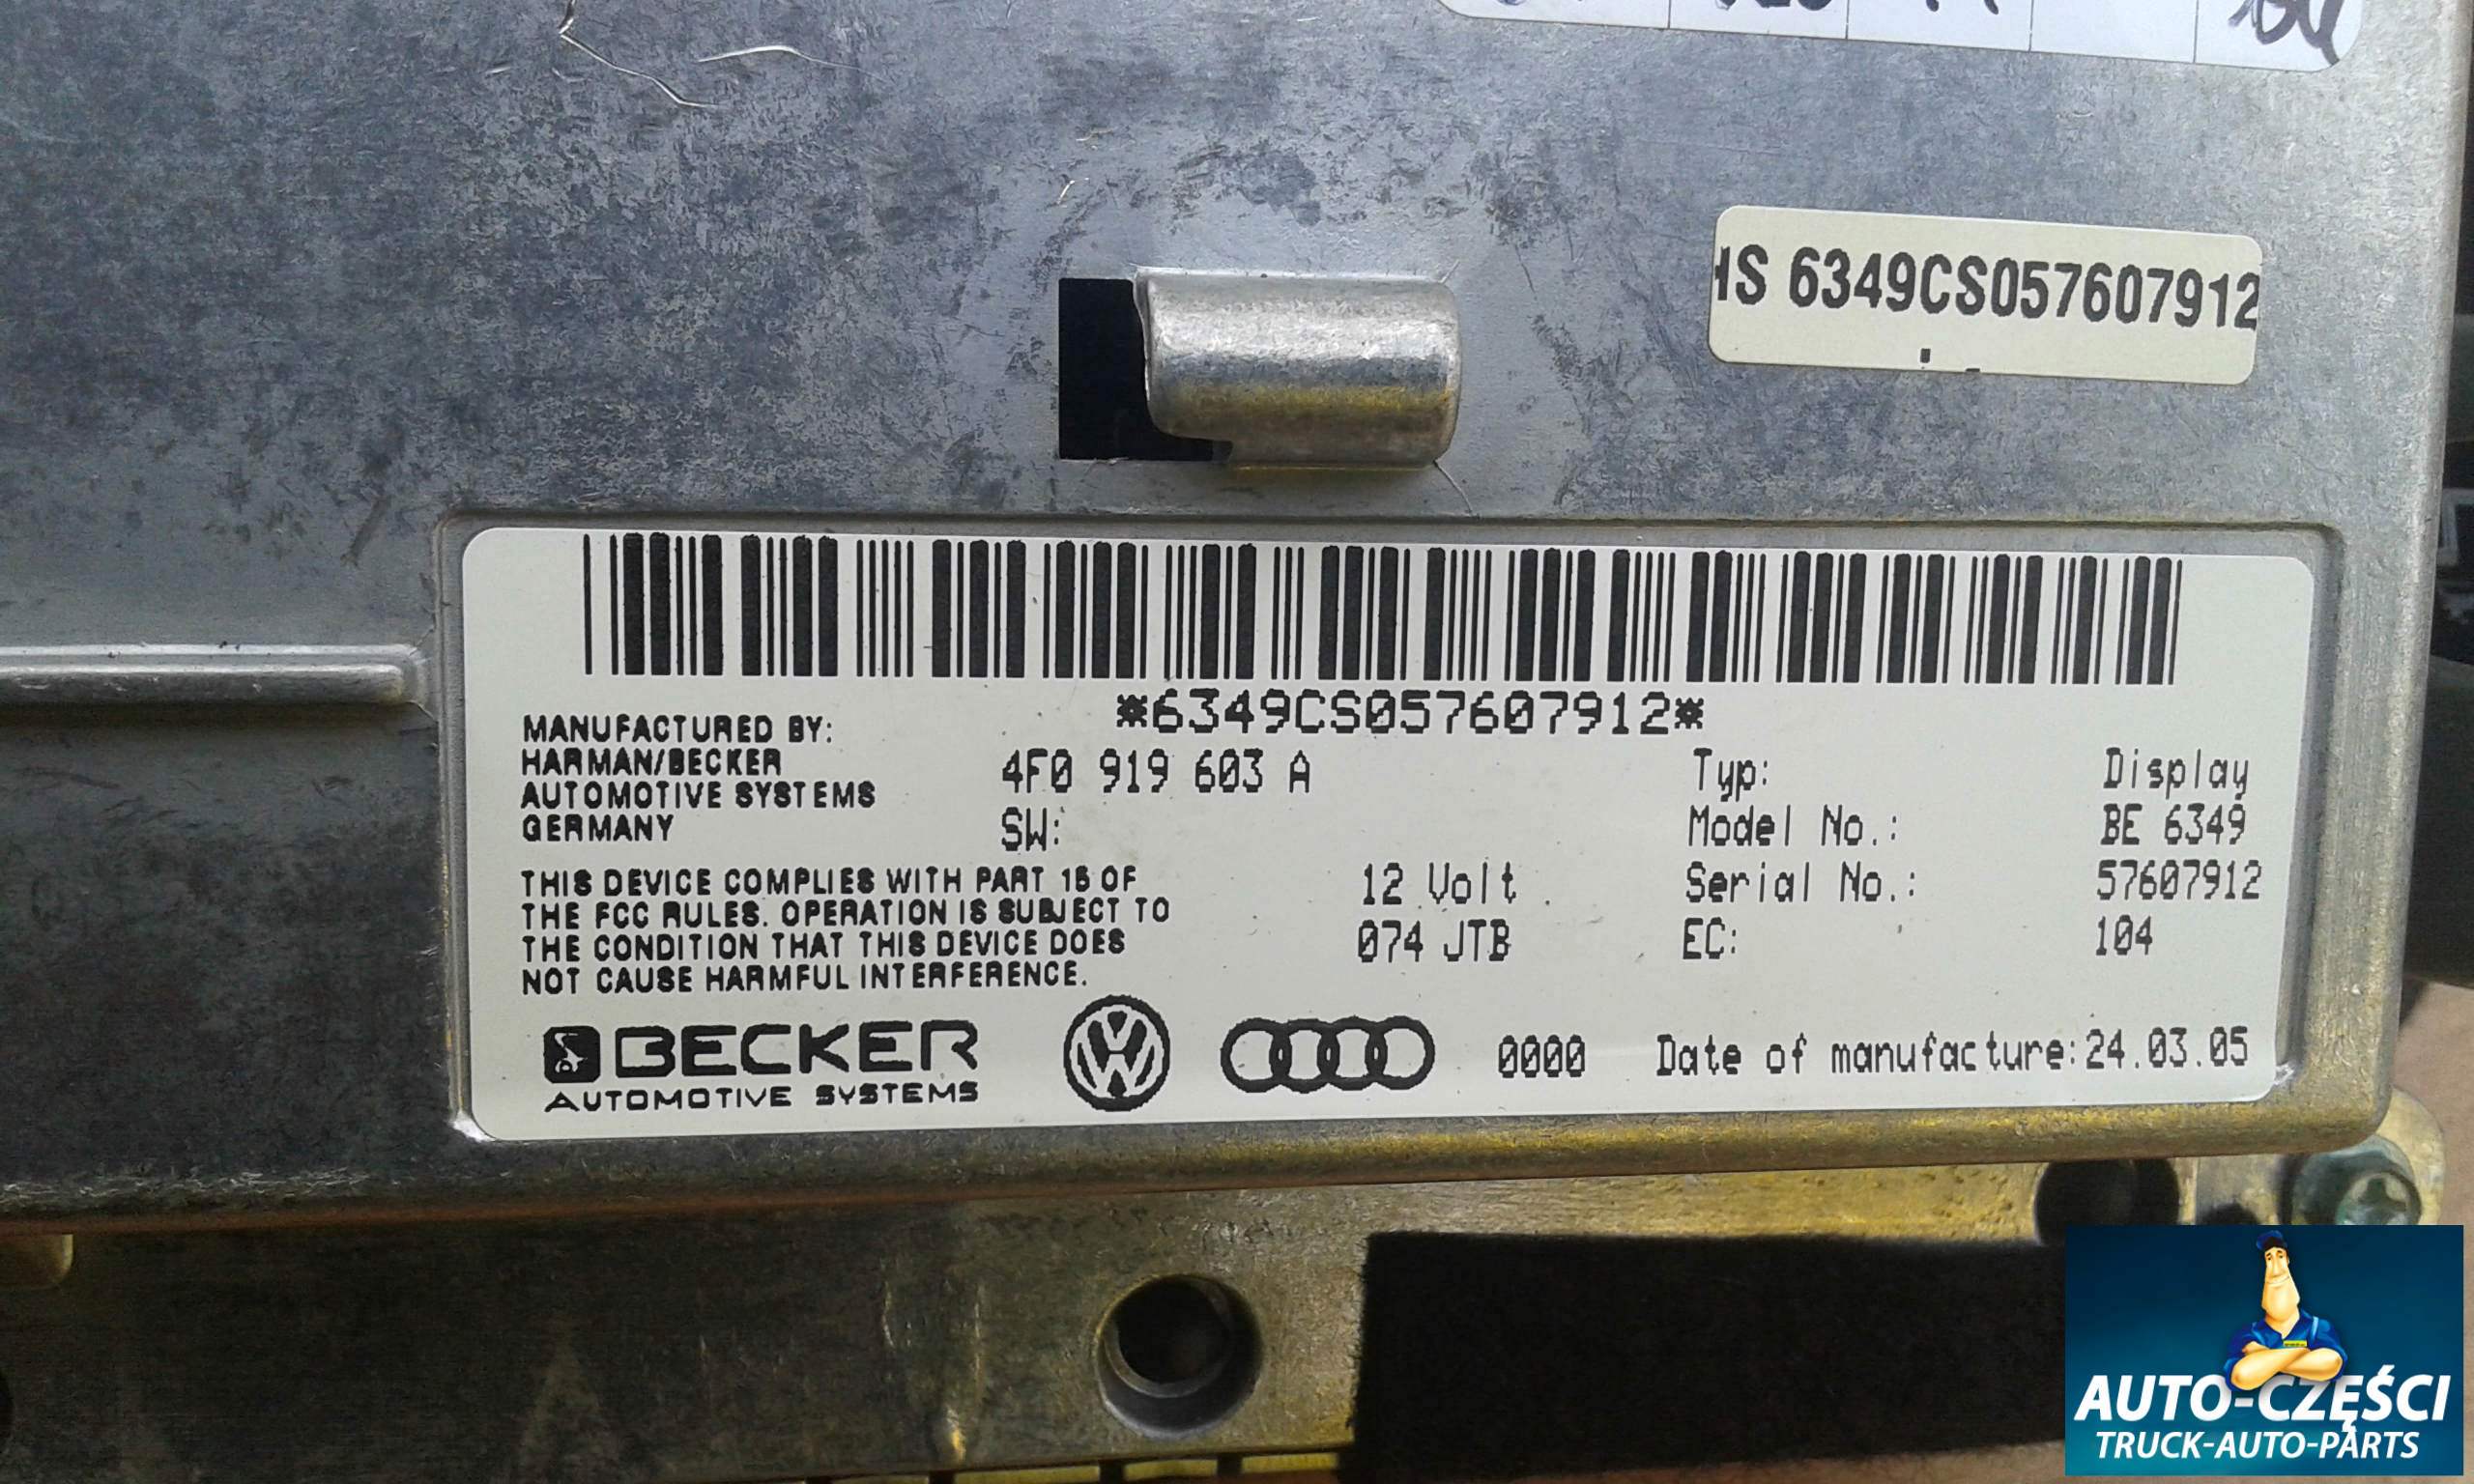 HS 6349CS057607912
*6349CS057607912*
MANUFACTURED BY:
HARMAN/BECKER
AUTOMOTIVE SYSTEMS
GERMANY
4F0 919 603 A
SW:
Typ: Display
Model No.: BE 6349
Serial No.: 57607912
EC: 104
12 Volt
074 JTB
THIS DEVICE COMPLIES WITH PART 15 OF
THE FCC RULES. OPERATION IS SUBJECT TO
THE CONDITION THAT THIS DEVICE DOES
NOT CAUSE HARMFUL INTERFERENCE.
BECKER
AUTOMOTIVE SYSTEMS
0000 Date of manufacture: 24.03.05
AUTO-CZĘŚCI
TRUCK-AUTO-PARTS